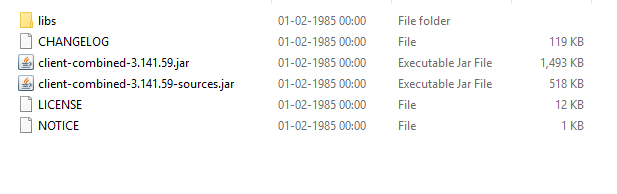 libs 01-02-1985 00:00 File folder
CHANGELOG 01-02-1985 00:00 File 119 KB
client-combined-3.141.59.jar 01-02-1985 00:00 Executable Jar File 1,493 KB
client-combined-3.141.59-sources.jar 01-02-1985 00:00 Executable Jar File 518 KB
LICENSE 01-02-1985 00:00 File 12 KB
NOTICE 01-02-1985 00:00 File 1 KB